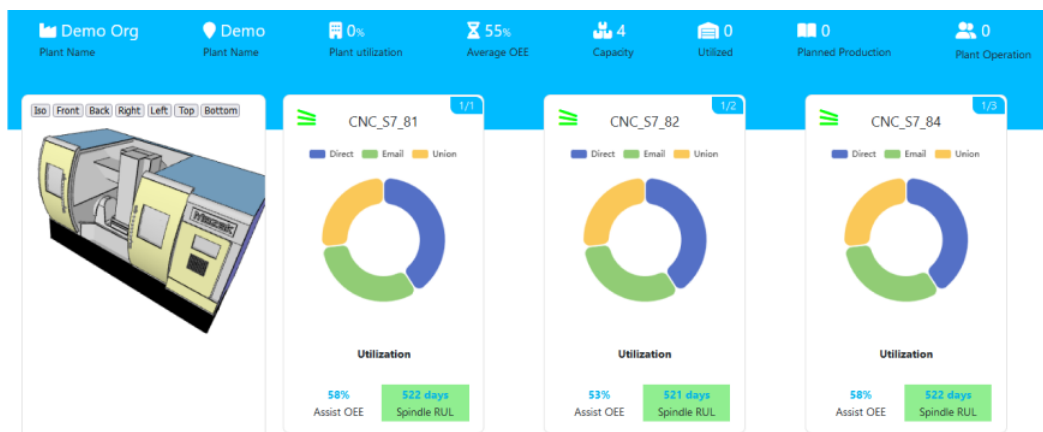 Demo Org
Plant Name
Demo
Plant Name
0%
Plant utilization
55%
Average OEE
4
Capacity
0
Utilized
0
Planned Production
0
Plant Operation
Iso Front Back Right Left Top Bottom
Mazak
1/1
CNC_S7_81
Direct Email Union
Utilization
58%
Assist OEE
522 days
Spindle RUL
1/2
CNC_S7_82
Direct Email Union
Utilization
53%
Assist OEE
521 days
Spindle RUL
1/3
CNC_S7_84
Direct Email Union
Utilization
58%
Assist OEE
522 days
Spindle RUL